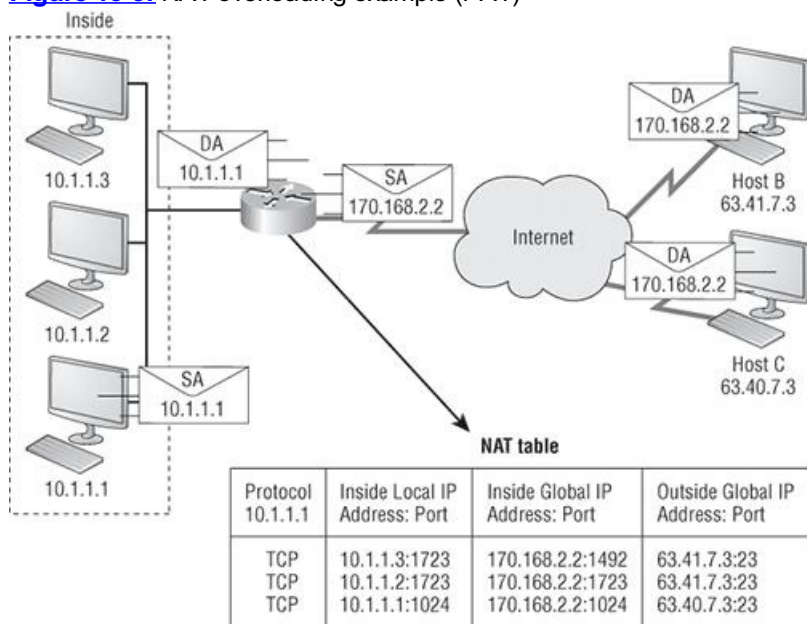 NAT overloading example (PAT)
Inside
10.1.1.3
10.1.1.2
10.1.1.1
DA
10.1.1.1
SA
170.168.2.2
SA
10.1.1.1
Internet
DA
170.168.2.2
Host B
63.41.7.3
DA
170.168.2.2
Host C
63.40.7.3
NAT table
Protocol 10.1.1.1 | Inside Local IP Address: Port | Inside Global IP Address: Port | Outside Global IP Address: Port
TCP 10.1.1.3:1723 170.168.2.2:1492 63.41.7.3:23
TCP 10.1.1.2:1723 170.168.2.2:1723 63.41.7.3:23
TCP 10.1.1.1:1024 170.168.2.2:1024 63.40.7.3:23